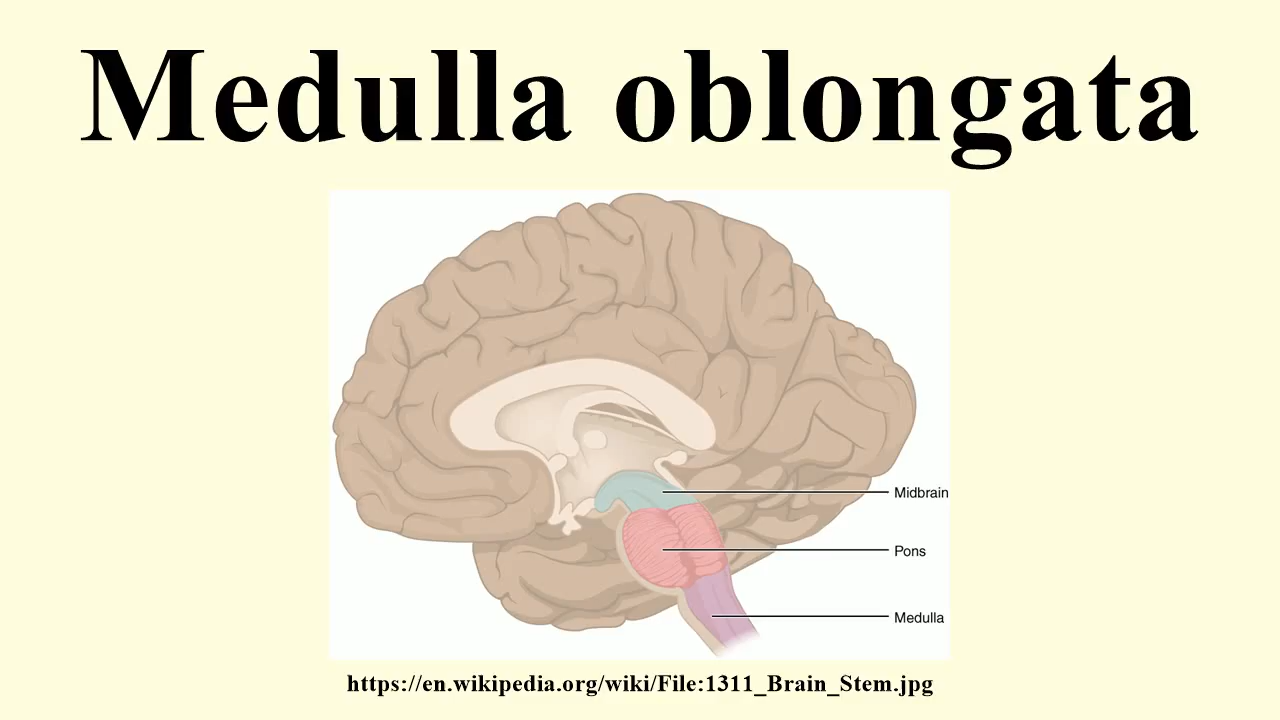 Medulla oblongata
Midbrain
Pons
Medulla
https://en.wikipedia.org/wiki/File:1311_Brain_Stem.jpg